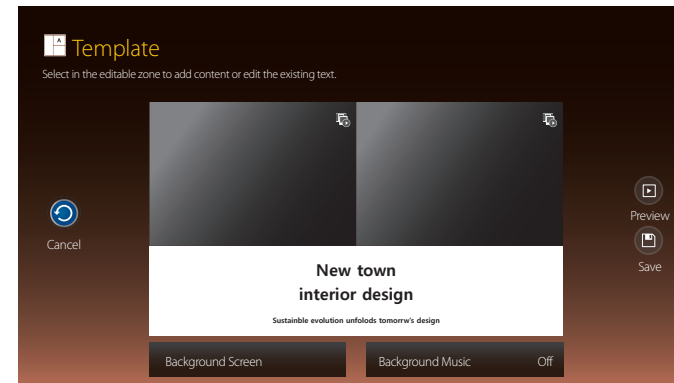 Template
Select in the editable zone to add content or edit the existing text.
Cancel
Preview
Save
New town
interior design
Sustainble evolution unfolods tomorrw's design
Background Screen
Background Music Off